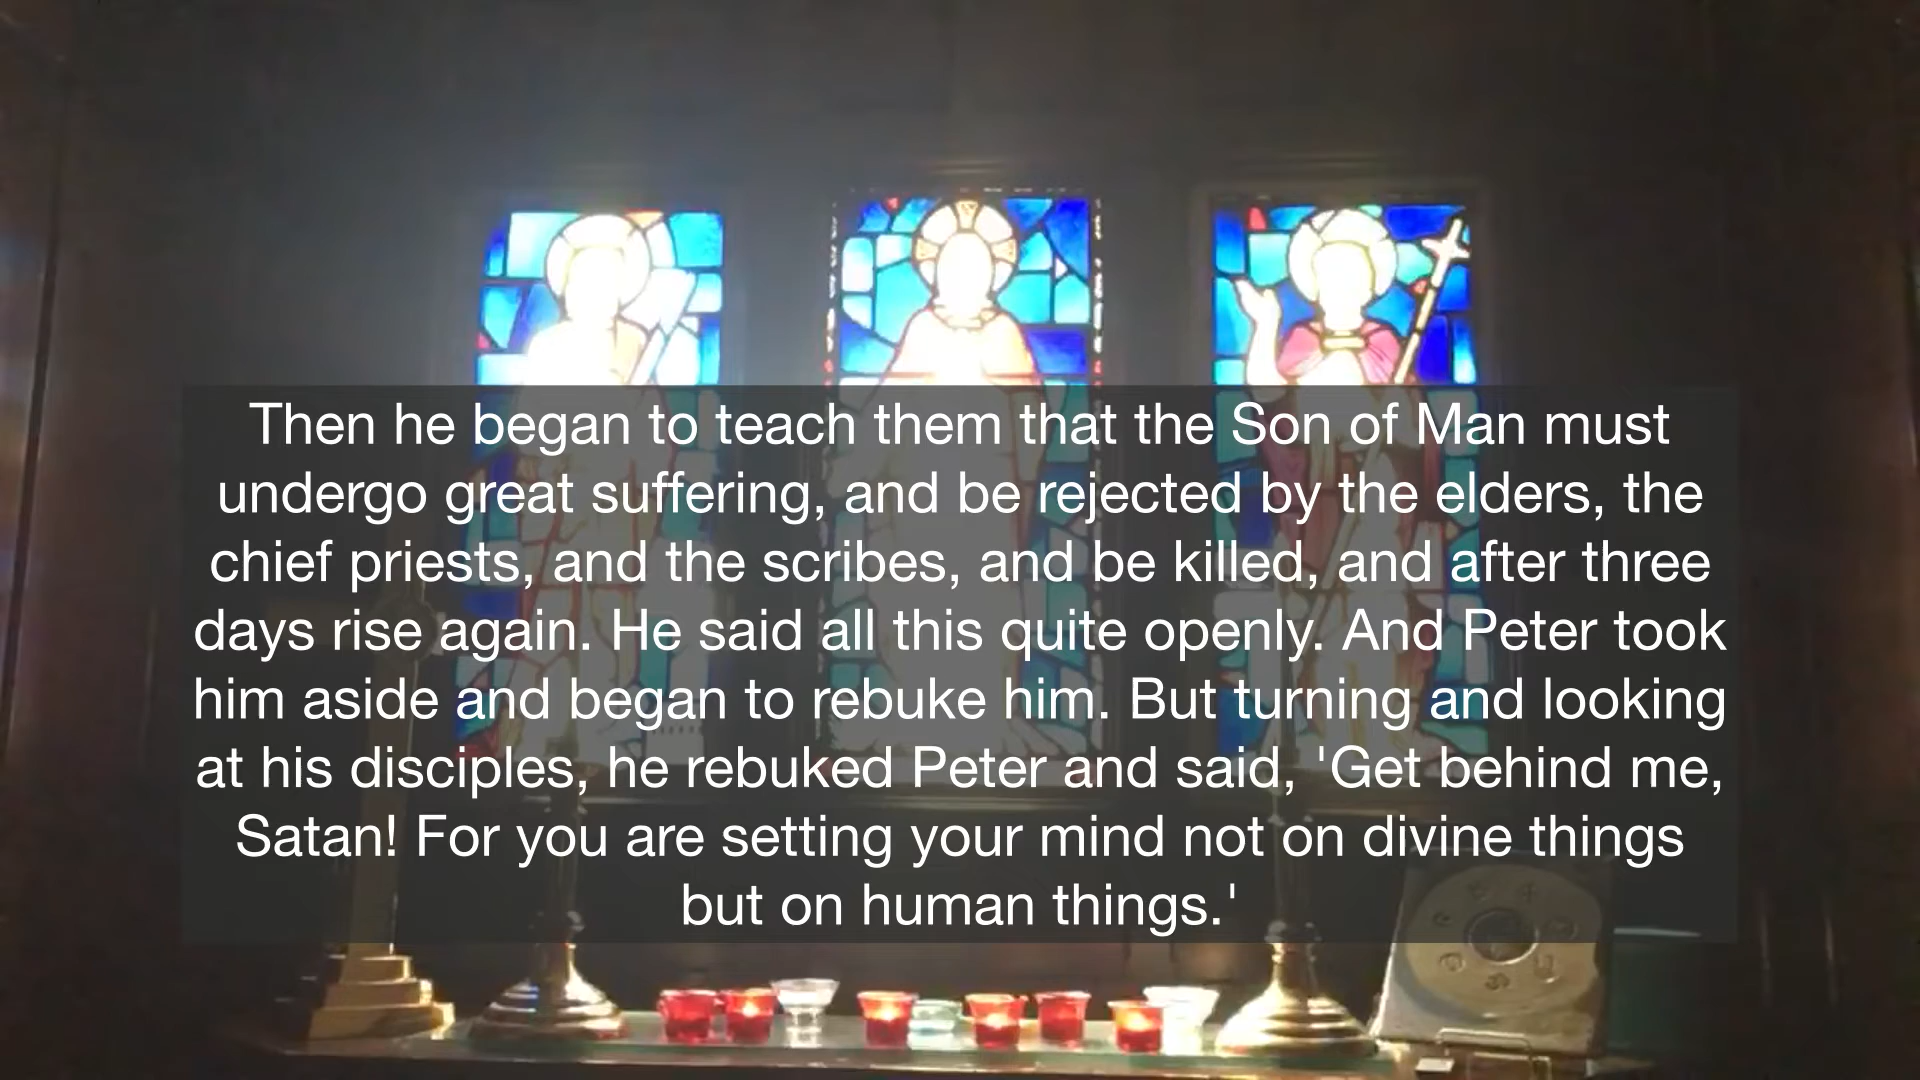 Then he began to teach them that the Son of Man must
undergo great suffering, and be rejected by the elders, the
chief priests, and the scribes, and be killed, and after three
days rise again. He said all this quite openly. And Peter took
him aside and began to rebuke him. But turning and looking
at his disciples, he rebuked Peter and said, 'Get behind me,
Satan! For you are setting your mind not on divine things
but on human things.'